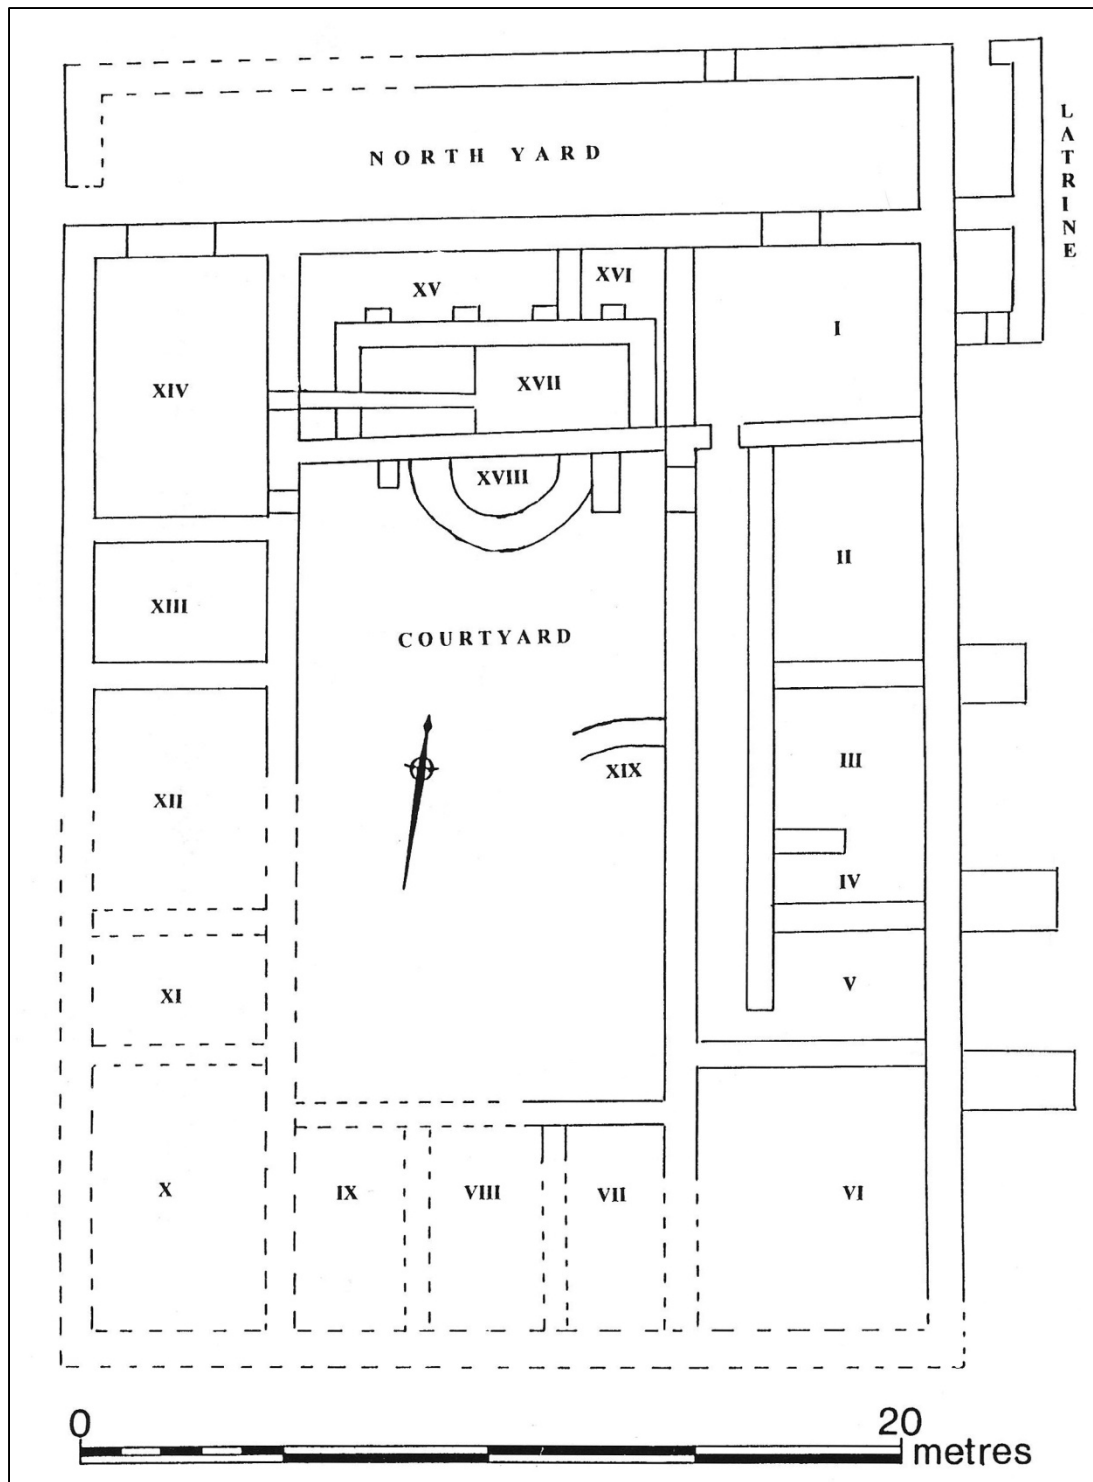 NORTH YARD
LATRINE
XV
XVI
I
XIV
XVII
XVIII
II
XIII
COURTYARD
III
XIX
XII
IV
V
XI
X
IX
VIII
VII
VI
0
20
metres